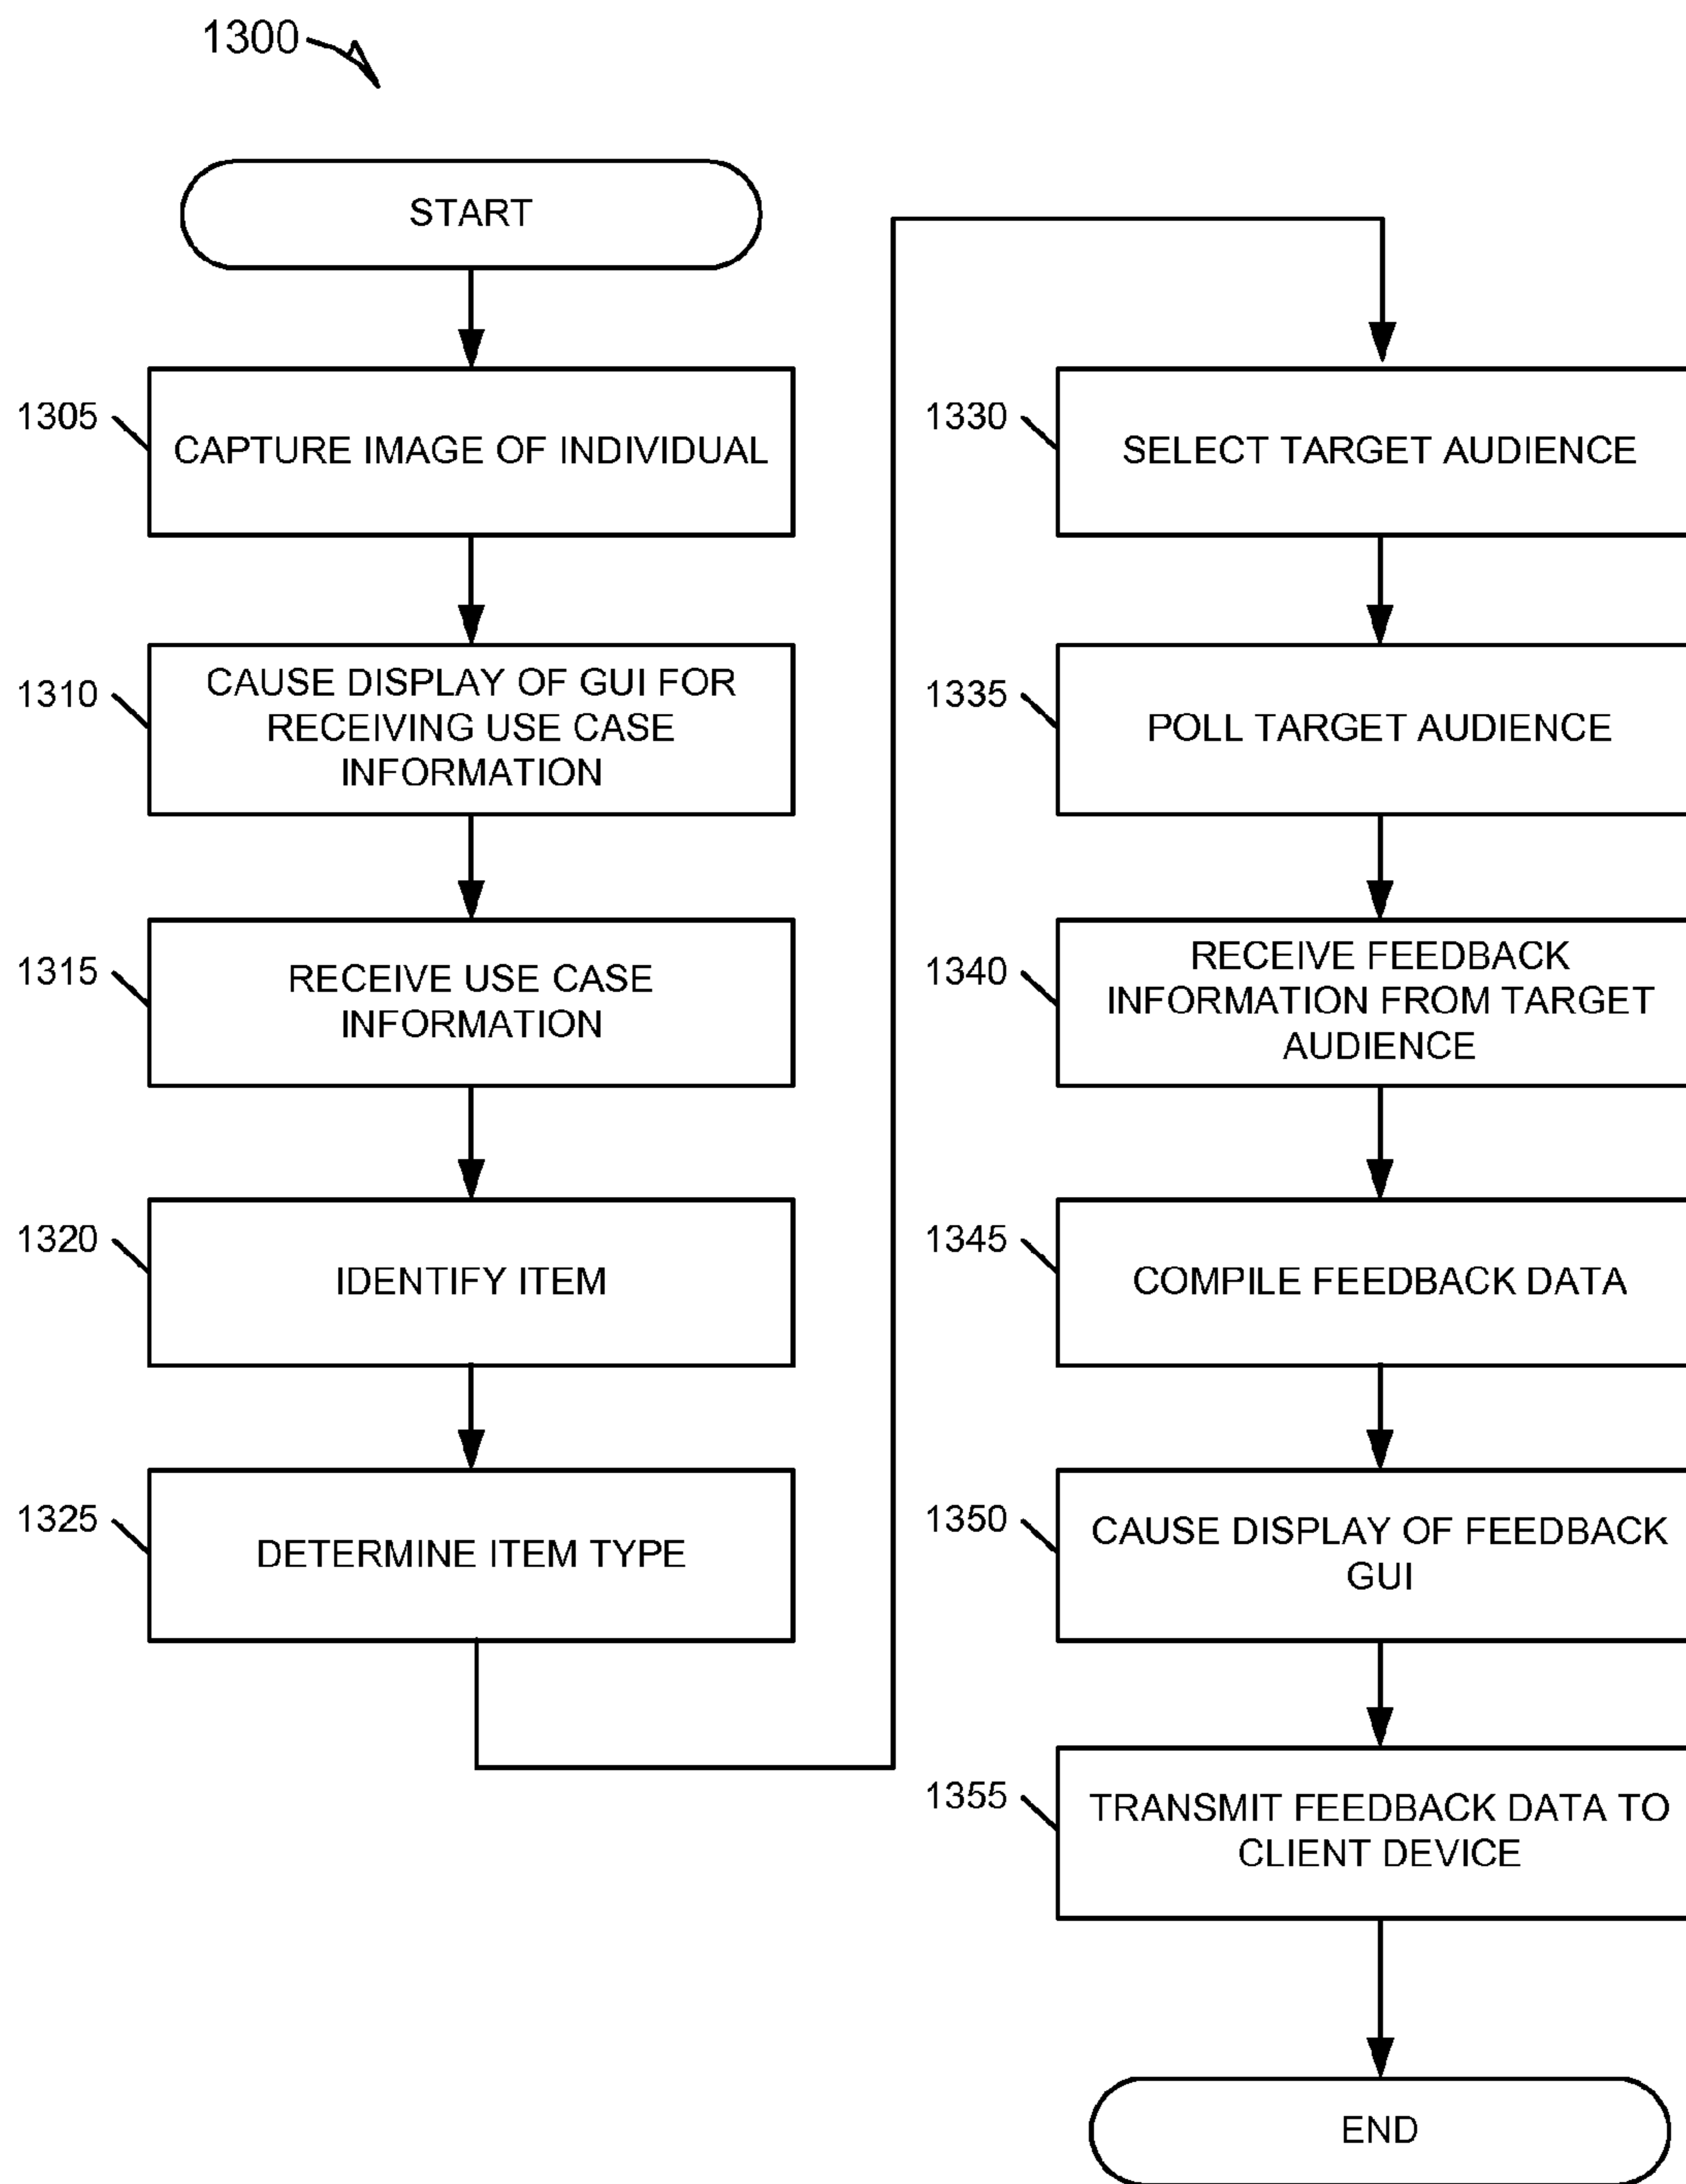 1300
START
1305
CAPTURE IMAGE OF INDIVIDUAL
1310
CAUSE DISPLAY OF GUI FOR
RECEIVING USE CASE
INFORMATION
1315
RECEIVE USE CASE
INFORMATION
1320
IDENTIFY ITEM
1325
DETERMINE ITEM TYPE
1330
SELECT TARGET AUDIENCE
1335
POLL TARGET AUDIENCE
1340
RECEIVE FEEDBACK
INFORMATION FROM TARGET
AUDIENCE
1345
COMPILE FEEDBACK DATA
1350
CAUSE DISPLAY OF FEEDBACK
GUI
1355
TRANSMIT FEEDBACK DATA TO
CLIENT DEVICE
END